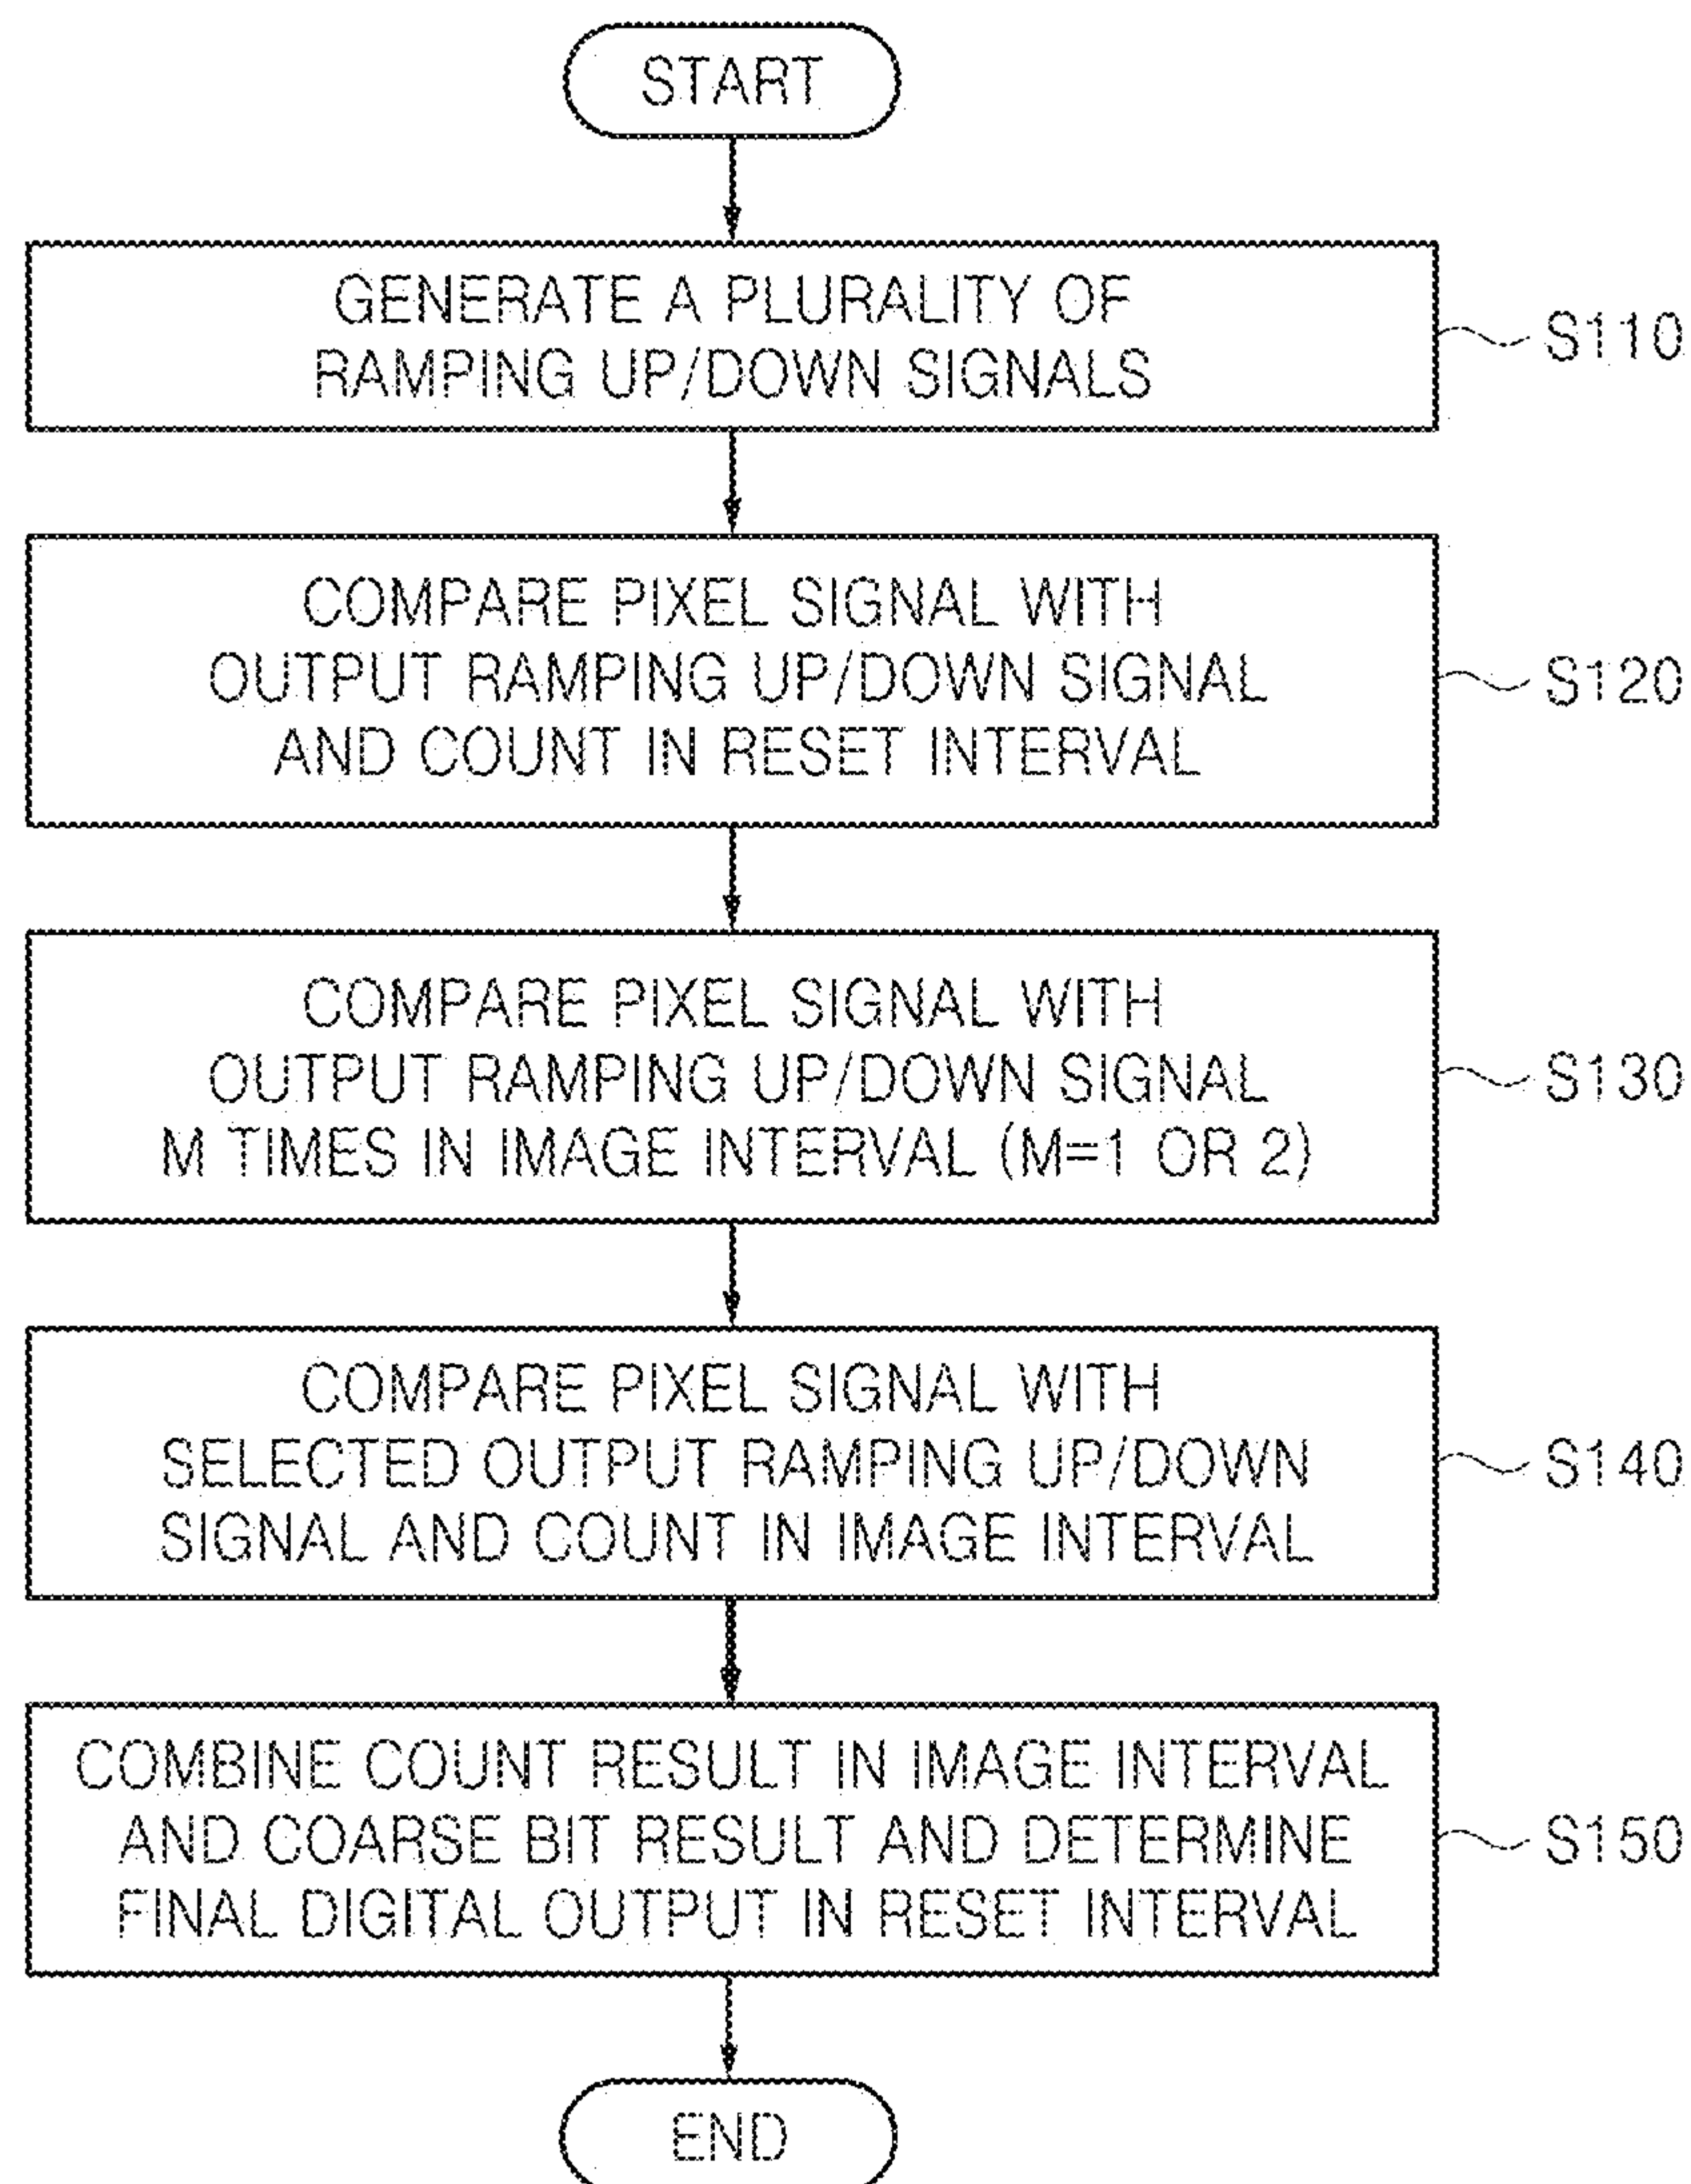 START
GENERATE A PLURALITY OF
RAMPING UP/DOWN SIGNALS
S110
COMPARE PIXEL SIGNAL WITH
OUTPUT RAMPING UP/DOWN SIGNAL
AND COUNT IN RESET INTERVAL
S120
COMPARE PIXEL SIGNAL WITH
OUTPUT RAMPING UP/DOWN SIGNAL
M TIMES IN IMAGE INTERVAL (M=1 OR 2)
S130
COMPARE PIXEL SIGNAL WITH
SELECTED OUTPUT RAMPING UP/DOWN
SIGNAL AND COUNT IN IMAGE INTERVAL
S140
COMBINE COUNT RESULT IN IMAGE INTERVAL
AND COARSE BIT RESULT AND DETERMINE
FINAL DIGITAL OUTPUT IN RESET INTERVAL
S150
END